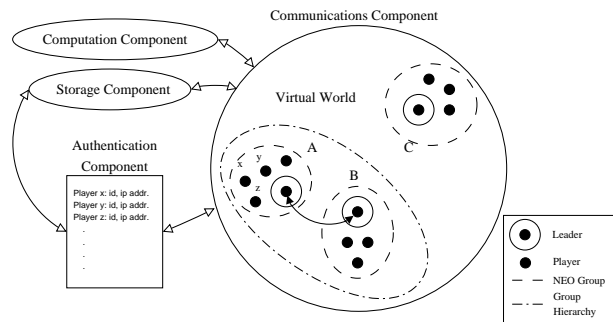 Communications Component
Computation Component
Storage Component
Virtual World
Authentication
Component
A
x
y
z
B
C
Player x: id, ip addr.
Player y: id, ip addr.
Player z: id, ip addr.
.
.
.
.
Leader
Player
NEO Group
Group
Hierarchy